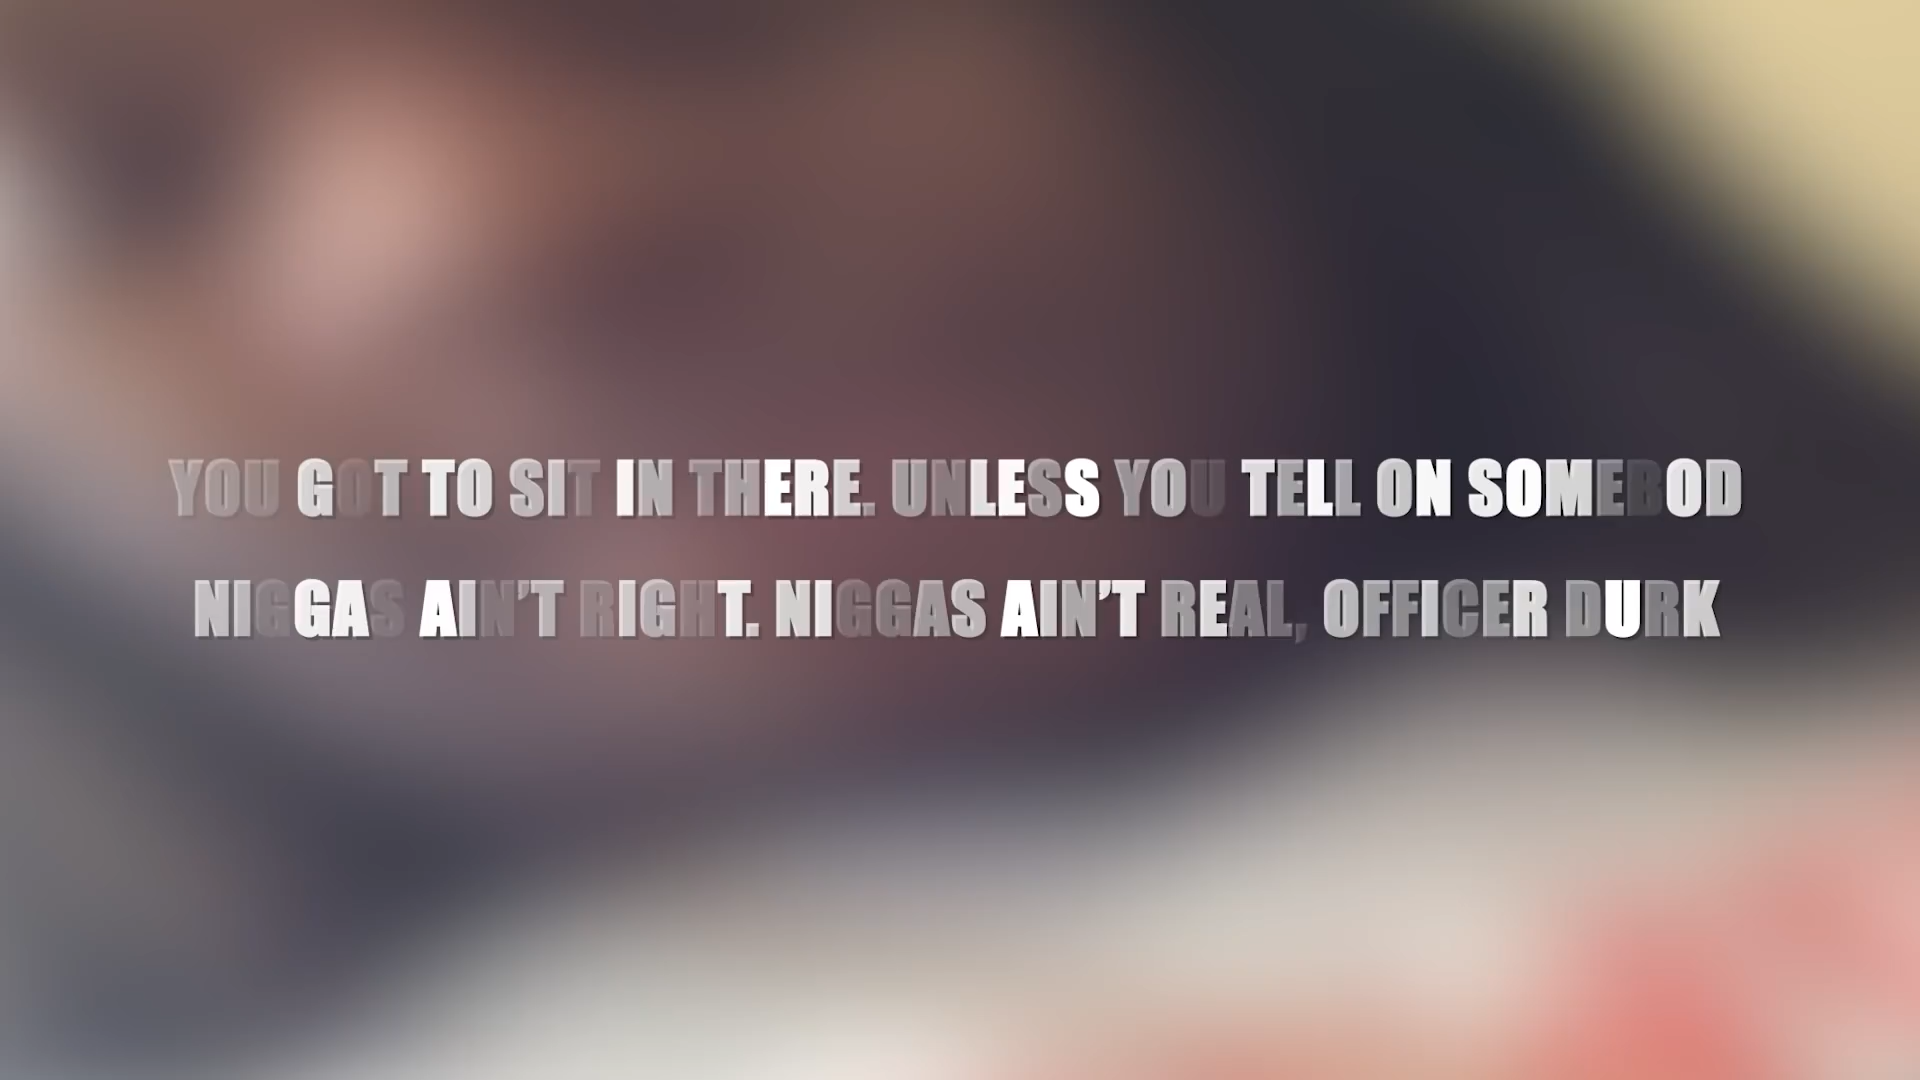 YOU GOT TO SIT IN THERE. UNLESS YOU TELL ON SOMEBOD
NIGGAS AIN'T RIGHT. NIGGAS AIN'T REAL, OFFICER DURK